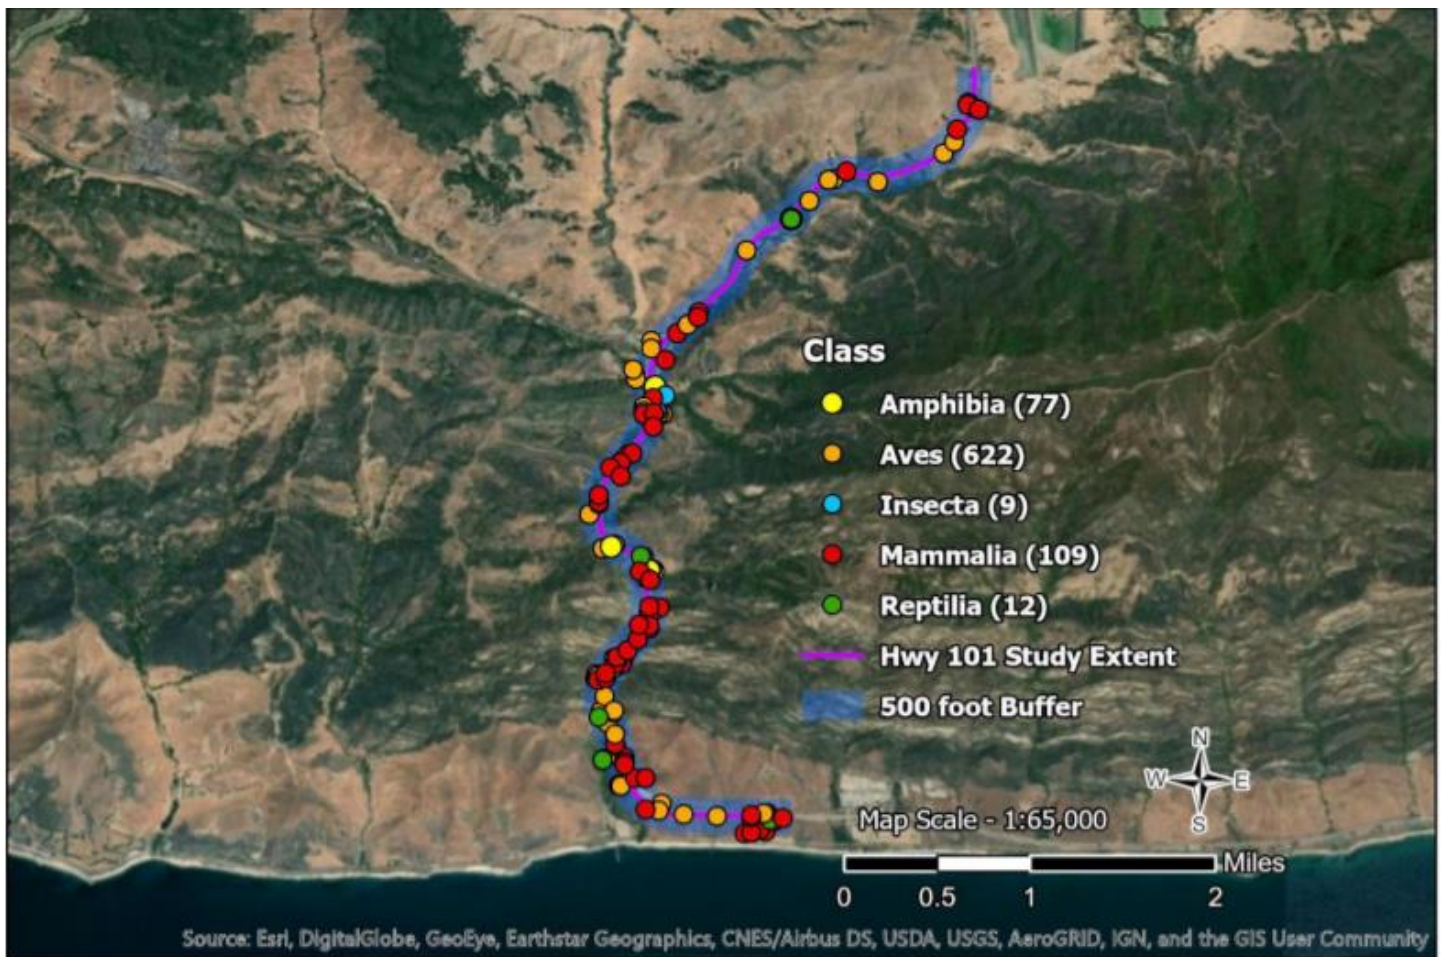 Class
Amphibia (77)
Aves (622)
Insecta (9)
Mammalia (109)
Reptilia (12)
Hwy 101 Study Extent
500 foot Buffer
N
W E
S
Map Scale - 1:65,000
Miles
0 0.5 1 2
Source: Esri, DigitalGlobe, GeoEye, Earthstar Geographics, CNES/Airbus DS, USDA, USGS, AeroGRID, IGN, and the GIS User Community